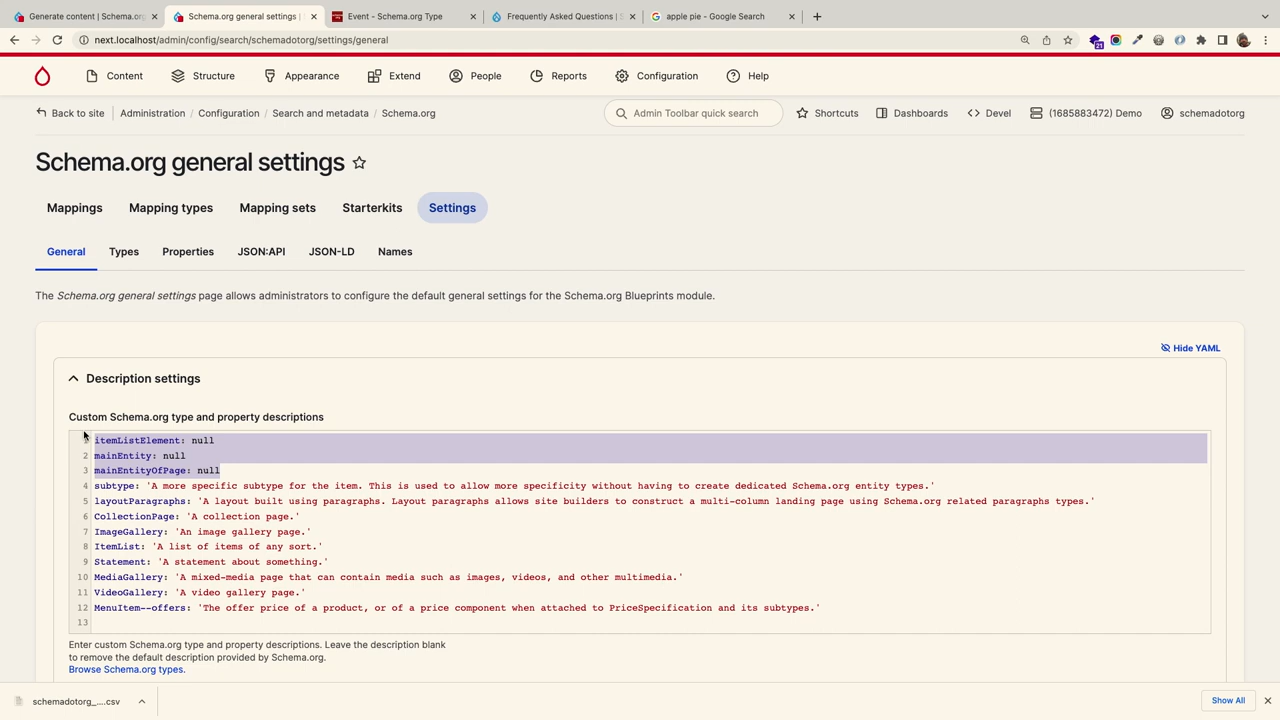 Generate content | Schema.org
Schema.org general settings |
Event - Schema.org Type
Frequently Asked Questions | S
apple pie - Google Search
next.localhost/admin/config/search/schemadotorg/settings/general
21
Content
Structure
Appearance
Extend
People
Reports
Configuration
Help
Back to site
Administration / Configuration / Search and metadata / Schema.org
Admin Toolbar quick search
Shortcuts
Dashboards
Devel
(1685883472) Demo
schemadotorg
Schema.org general settings
Mappings
Mapping types
Mapping sets
Starterkits
Settings
General
Types
Properties
JSON:API
JSON-LD
Names
The Schema.org general settings page allows administrators to configure the default general settings for the Schema.org Blueprints module.
Hide YAML
Description settings
Custom Schema.org type and property descriptions
itemListElement: null
2 mainEntity: null
3 mainEntityOfPage: null
4 subtype: 'A more specific subtype for the item. This is used to allow more specificity without having to create dedicated Schema.org entity types.'
5 layoutParagraphs: 'A layout built using paragraphs. Layout paragraphs allows site builders to construct a multi-column landing page using Schema.org related paragraphs types.'
6 CollectionPage: 'A collection page.'
7 ImageGallery: 'An image gallery page.'
8 ItemList: 'A list of items of any sort.'
9 Statement: 'A statement about something.'
10 MediaGallery: 'A mixed-media page that can contain media such as images, videos, and other multimedia.'
11 VideoGallery: 'A video gallery page.'
12 MenuItem--offers: 'The offer price of a product, or of a price component when attached to PriceSpecification and its subtypes.'
13
Enter custom Schema.org type and property descriptions. Leave the description blank
to remove the default description provided by Schema.org.
Browse Schema.org types.
schemadotorg_....csv
Show All